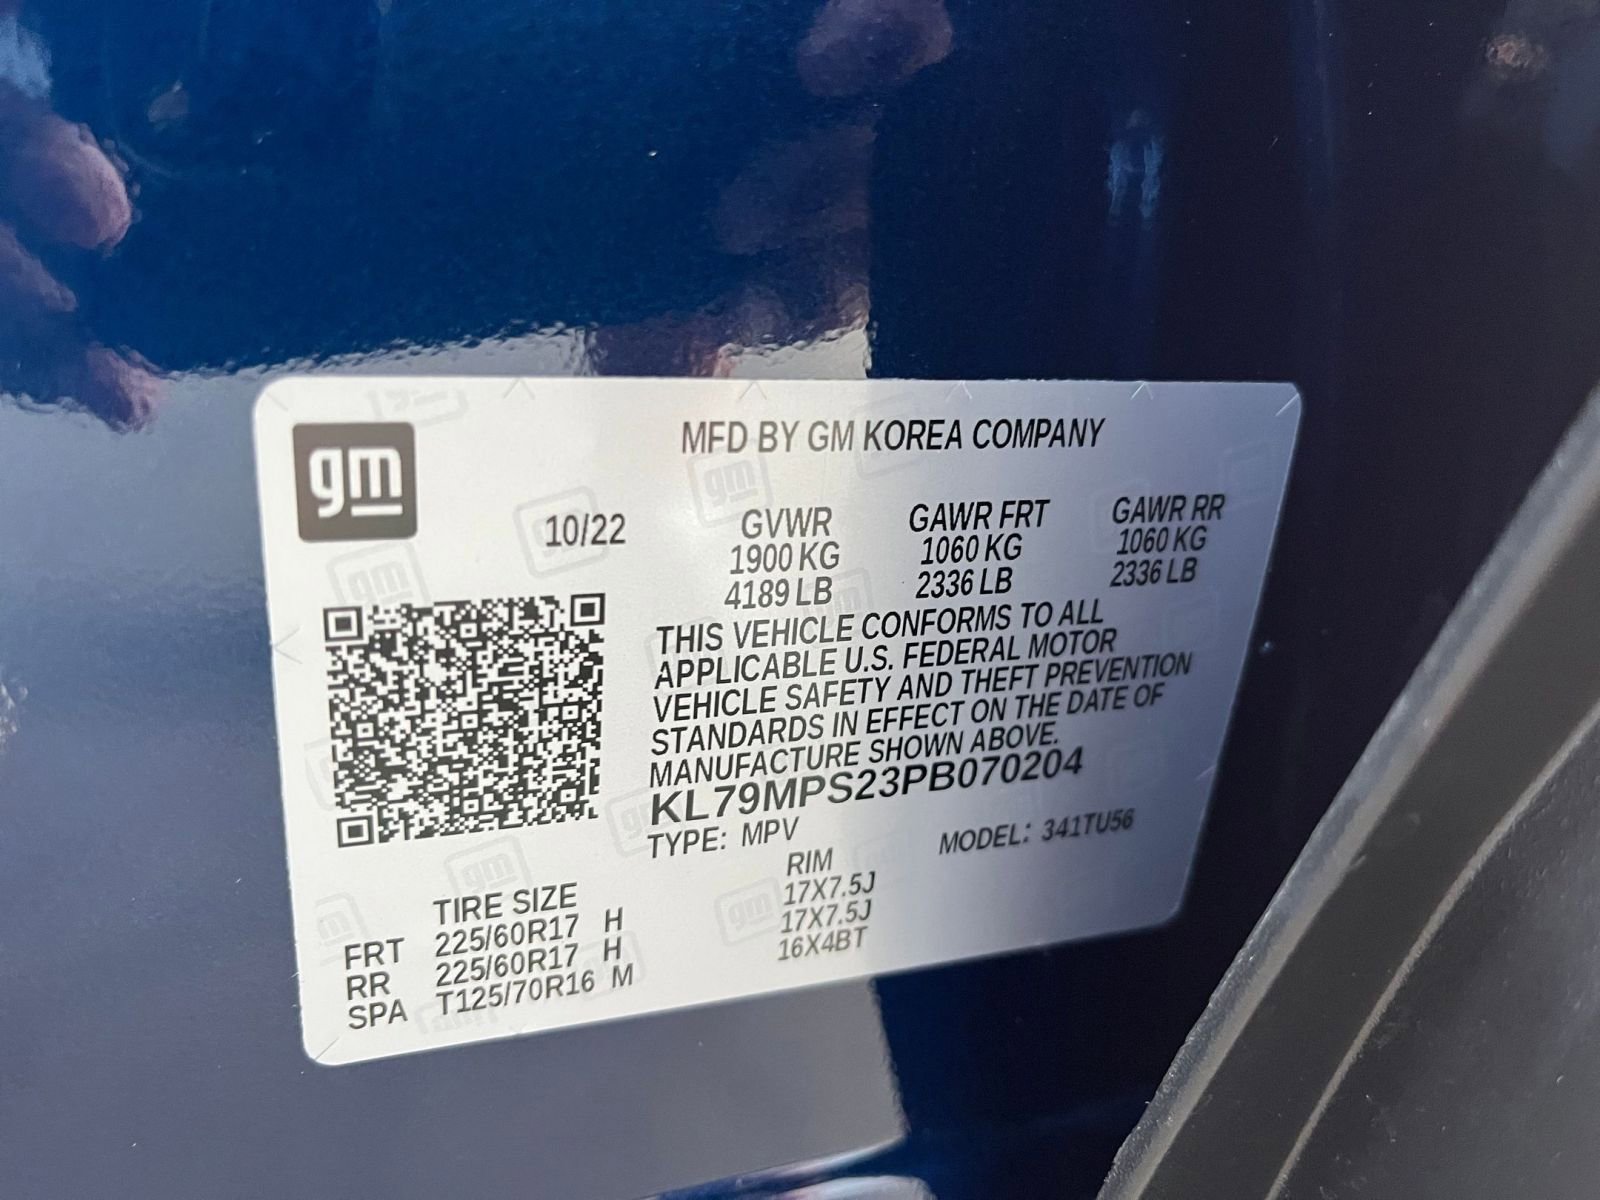 gm
MFD BY GM KOREA COMPANY
10/22 GVWR GAWR FRT GAWR RR
1900 KG 1060 KG 1060 KG
4189 LB 2336 LB 2336 LB
THIS VEHICLE CONFORMS TO ALL
APPLICABLE U.S. FEDERAL MOTOR
VEHICLE SAFETY AND THEFT PREVENTION
STANDARDS IN EFFECT ON THE DATE OF
MANUFACTURE SHOWN ABOVE.
KL79MPS23PB070204
TYPE: MPV MODEL: 341TU56
TIRE SIZE RIM
FRT 225/60R17 H 17X7.5J
RR 225/60R17 H 17X7.5J
SPA T125/70R16 M 16X4BT